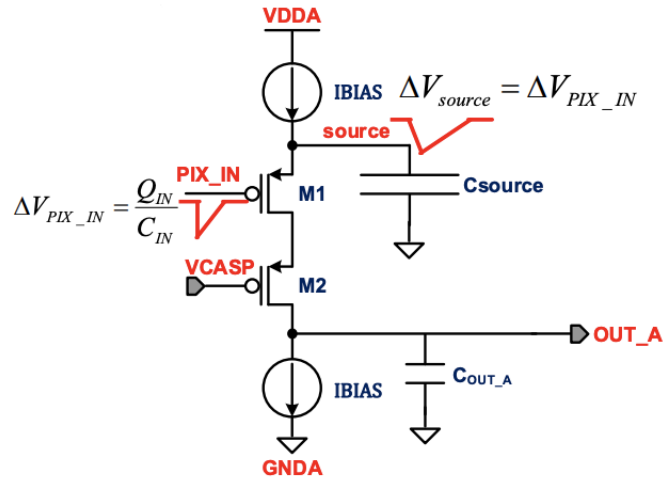 VDDA
IBIAS
ΔV_source = ΔV_PIX_IN
source
PIX_IN
M1
Csource
ΔV_PIX_IN = Q_IN / C_IN
VCASP
M2
OUT_A
C_OUT_A
IBIAS
GNDA